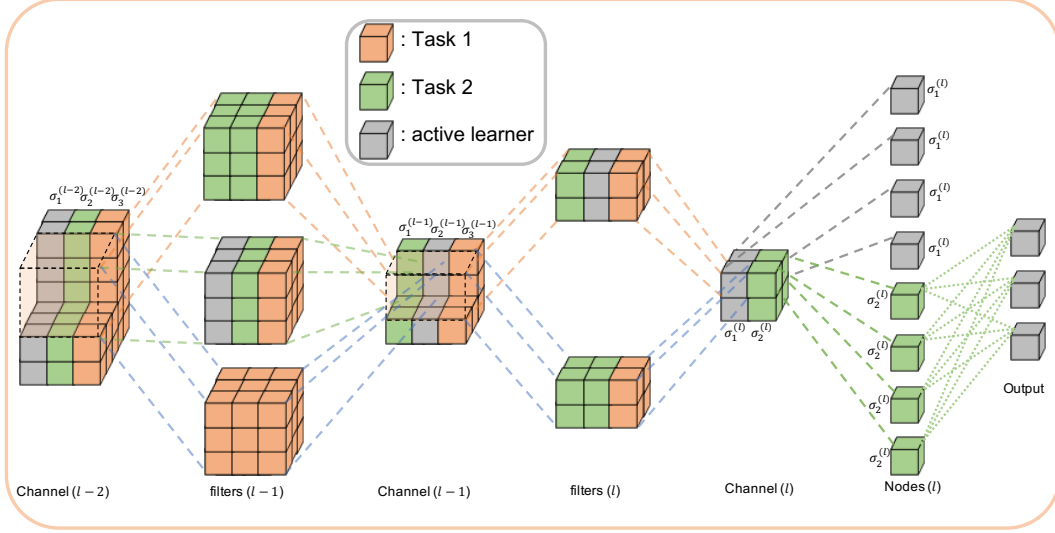 : Task 1
: Task 2
: active learner
σ₁^(l−2) σ₂^(l−2) σ₃^(l−2)
σ₁^(l−1) σ₂^(l−1) σ₃^(l−1)
σ₁^(l)
σ₁^(l)
σ₁^(l)
σ₁^(l)
σ₂^(l)
σ₂^(l)
σ₂^(l)
σ₂^(l)
σ₁^(l) σ₂^(l)
Output
Channel (l − 2)
filters (l − 1)
Channel (l − 1)
filters (l)
Channel (l)
Nodes (l)